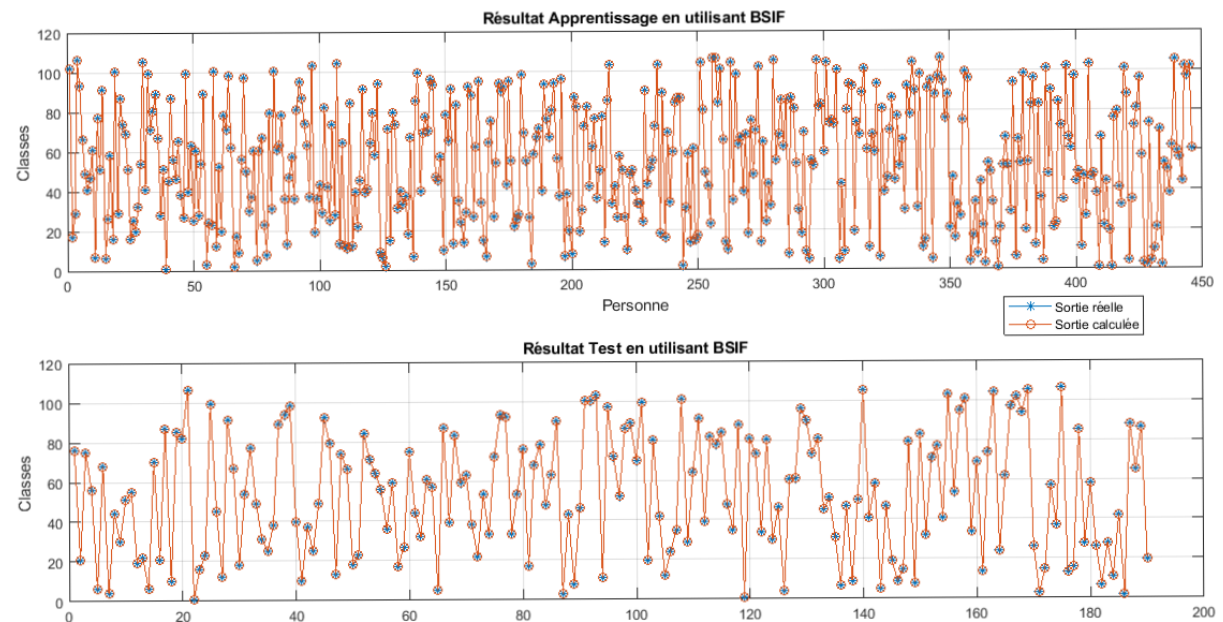 Résultat Apprentissage en utilisant BSIF
120
100
80
60
40
20
0
Classes
0 50 100 150 200 250 300 350 400 450
Personne
Sortie réelle
Sortie calculée
Résultat Test en utilisant BSIF
120
100
80
60
40
20
0
Classes
0 20 40 60 80 100 120 140 160 180 200